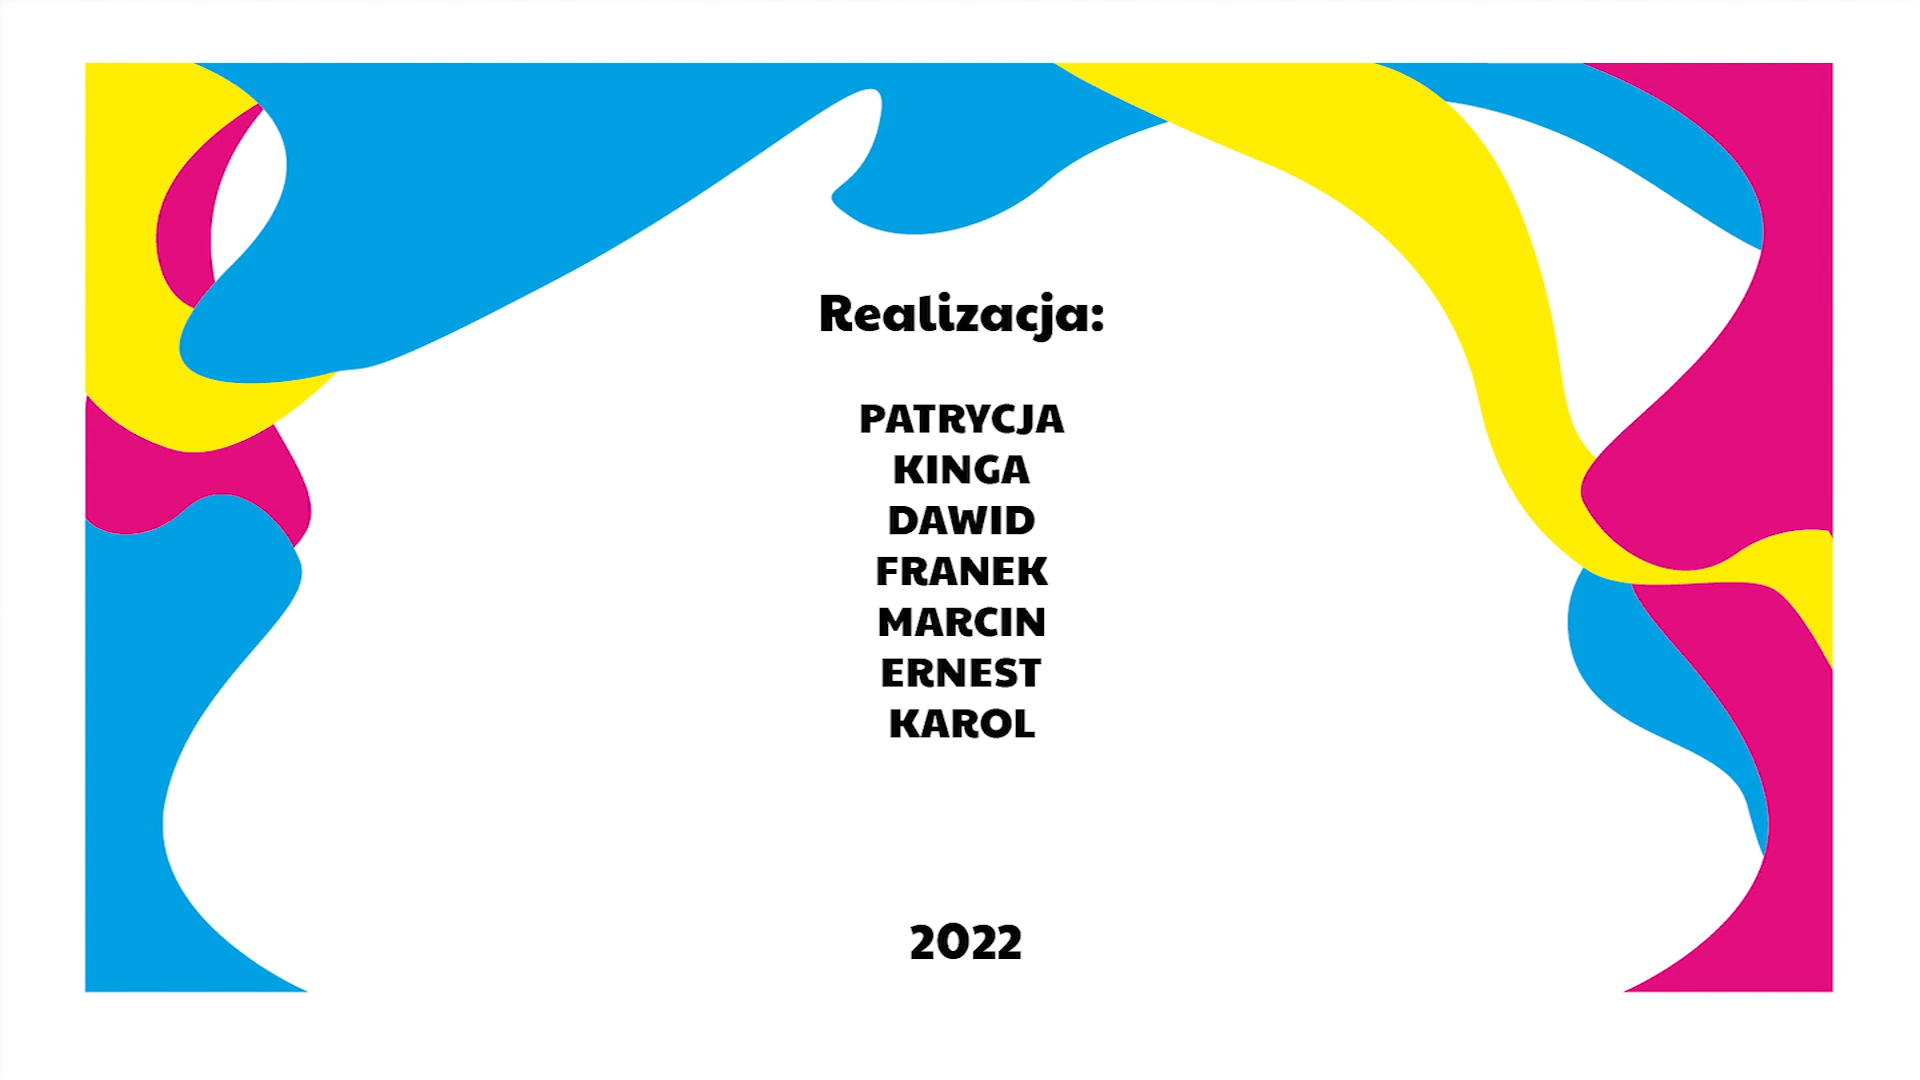 Realizacja:
PATRYCJA
KINGA
DAWID
FRANEK
MARCIN
ERNEST
KAROL
2022